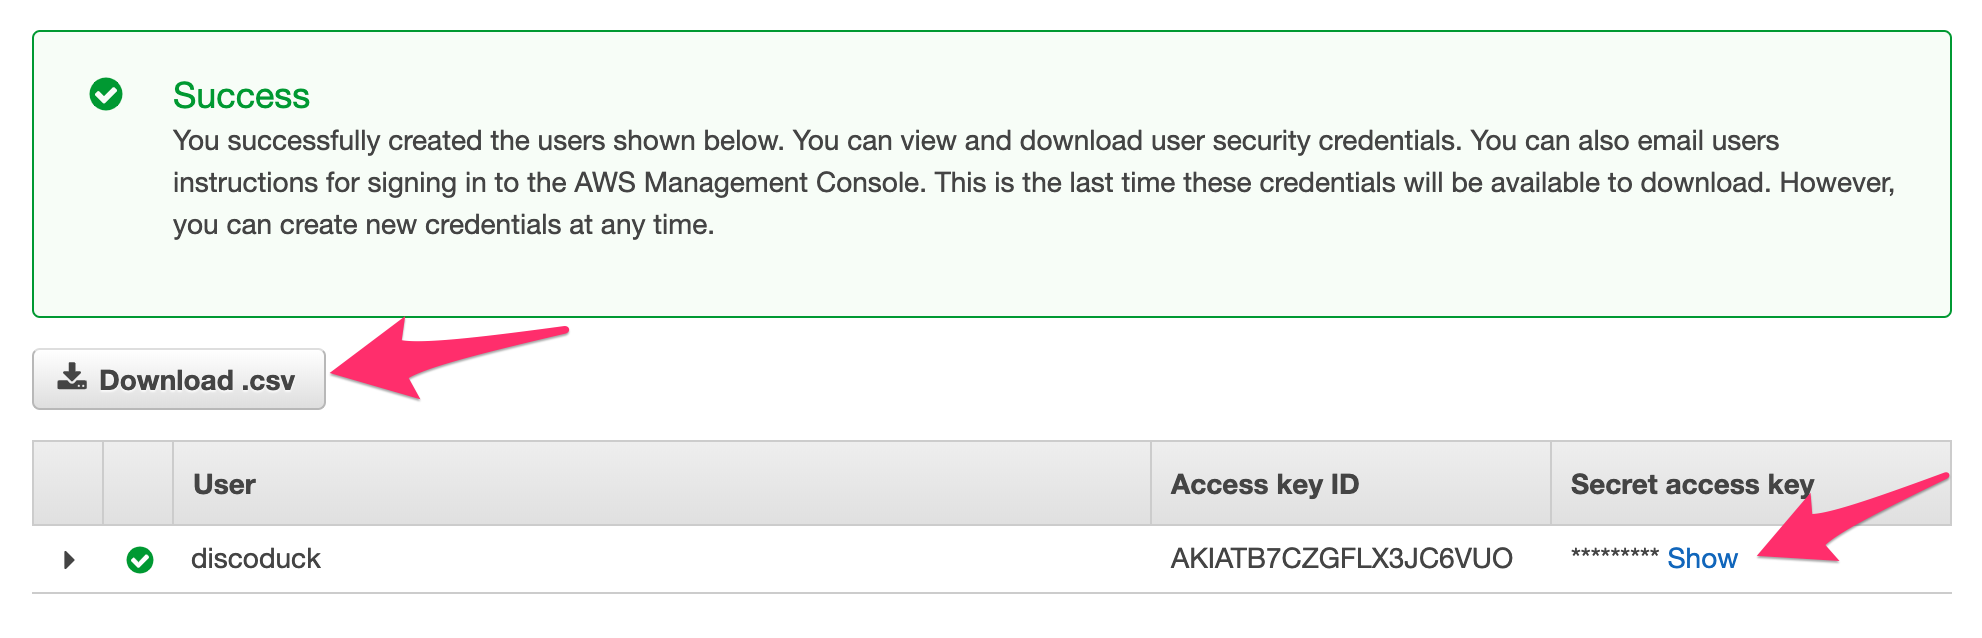 Success
You successfully created the users shown below. You can view and download user security credentials. You can also email users
instructions for signing in to the AWS Management Console. This is the last time these credentials will be available to download. However,
you can create new credentials at any time.
Download .csv
User Access key ID Secret access key
discoduck AKIATB7CZGFLX3JC6VUO ********* Show